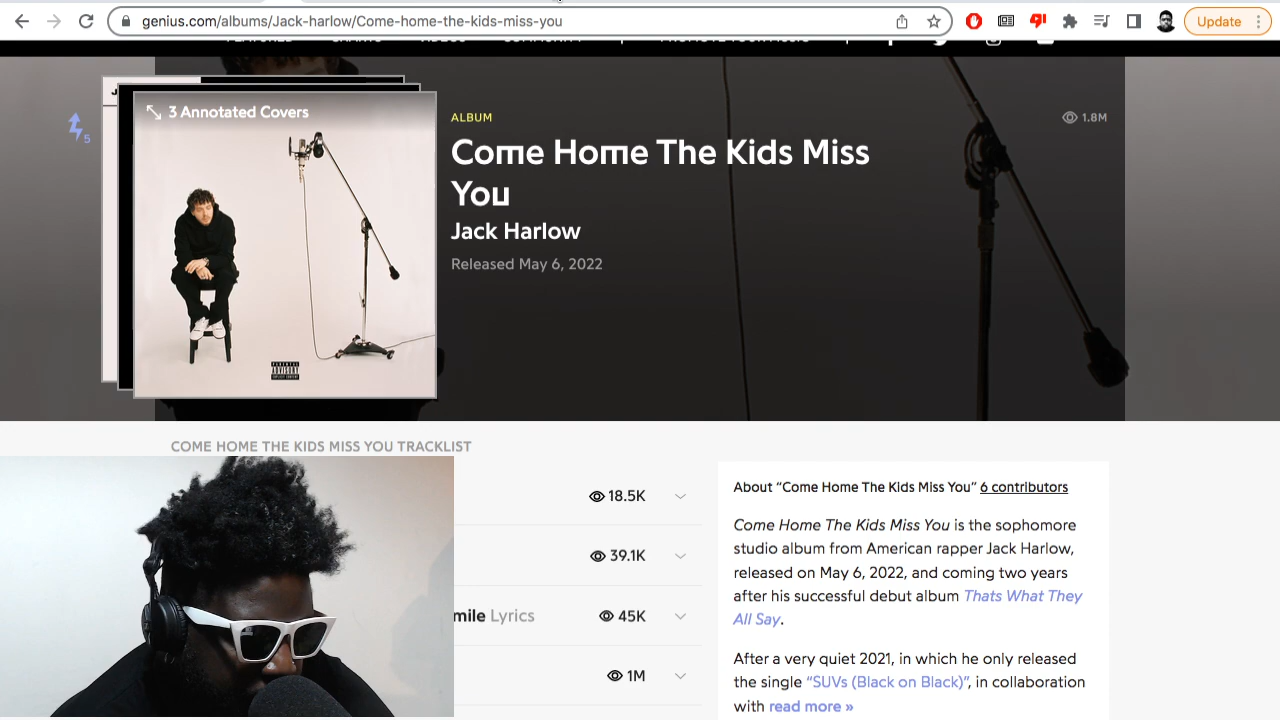 genius.com/albums/Jack-harlow/Come-home-the-kids-miss-you
Update
3 Annotated Covers
5
ALBUM
1.8M
Come Home The Kids Miss
You
Jack Harlow
Released May 6, 2022
COME HOME THE KIDS MISS YOU TRACKLIST
18.5K
39.1K
mile Lyrics
45K
1M
About “Come Home The Kids Miss You” 6 contributors
Come Home The Kids Miss You is the sophomore
studio album from American rapper Jack Harlow,
released on May 6, 2022, and coming two years
after his successful debut album Thats What They
All Say.
After a very quiet 2021, in which he only released
the single “SUVs (Black on Black)”, in collaboration
with read more »